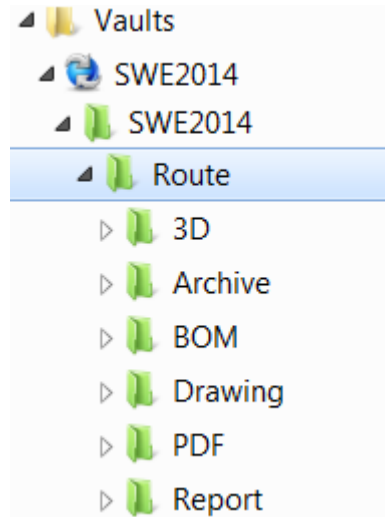 Vaults
SWE2014
SWE2014
Route
3D
Archive
BOM
Drawing
PDF
Report